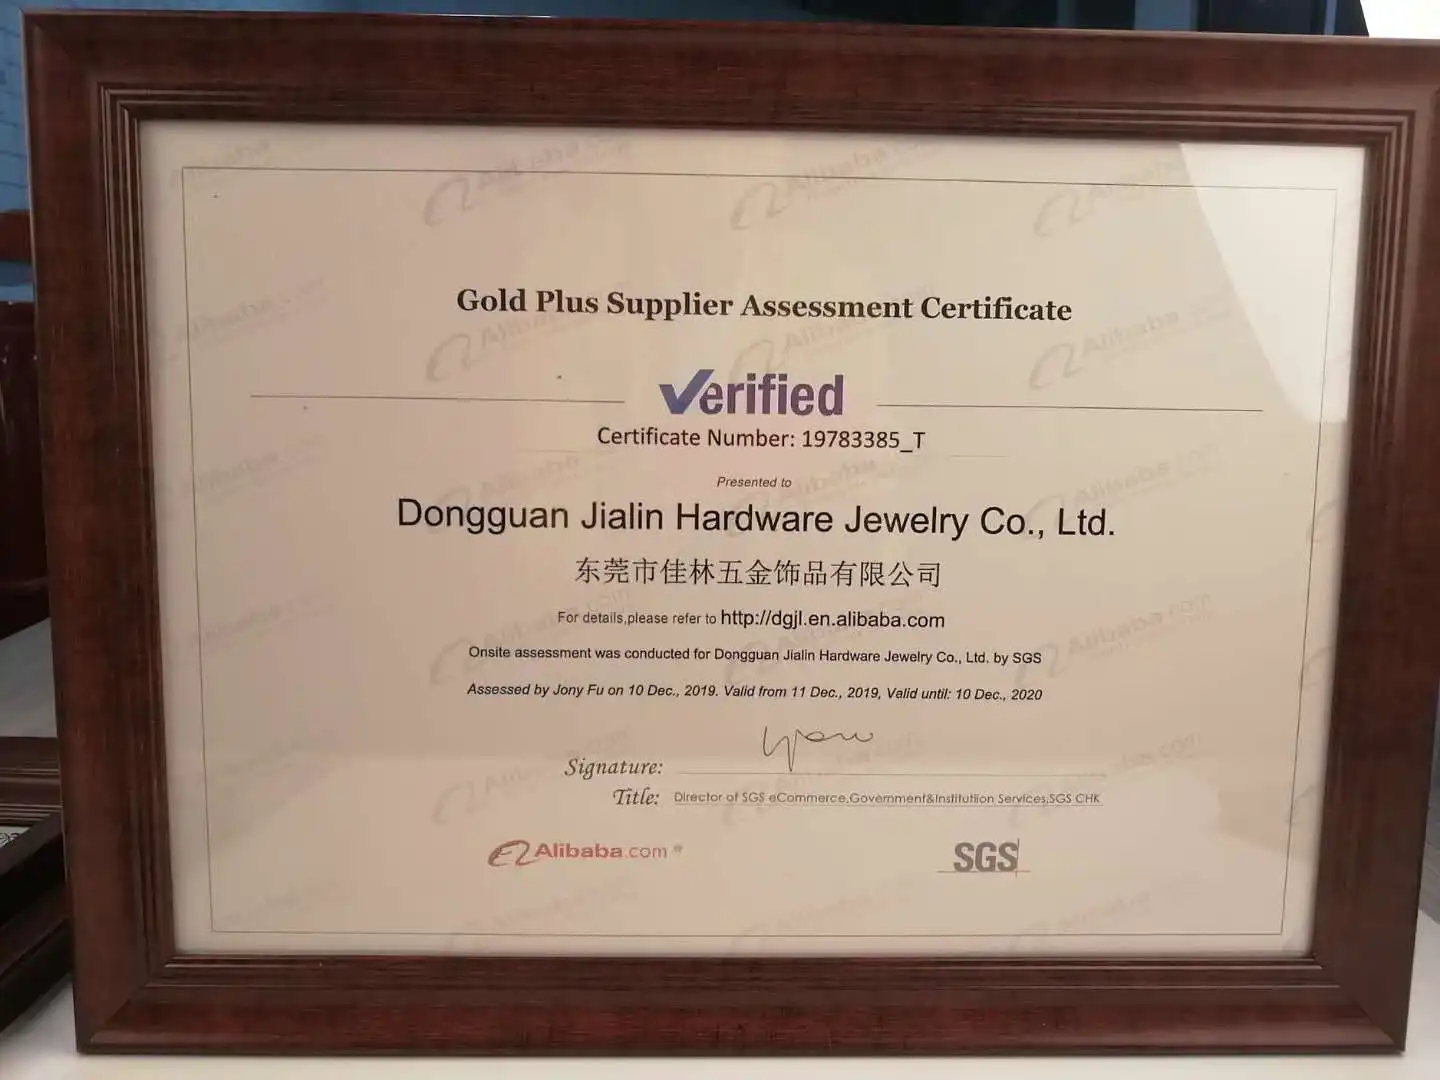 Gold Plus Supplier Assessment Certificate
Verified
Certificate Number: 19783385_T
Presented to
Dongguan Jialin Hardware Jewelry Co., Ltd.
东莞市佳林五金饰品有限公司
For details,please refer to http://dgjl.en.alibaba.com
Onsite assessment was conducted for Dongguan Jialin Hardware Jewelry Co., Ltd. by SGS
Assessed by Jony Fu on 10 Dec., 2019. Valid from 11 Dec., 2019, Valid until: 10 Dec., 2020
Signature:
Title: Director of SGS eCommerce,Government&Institutiion Services,SGS CHK
Alibaba.com®
SGS